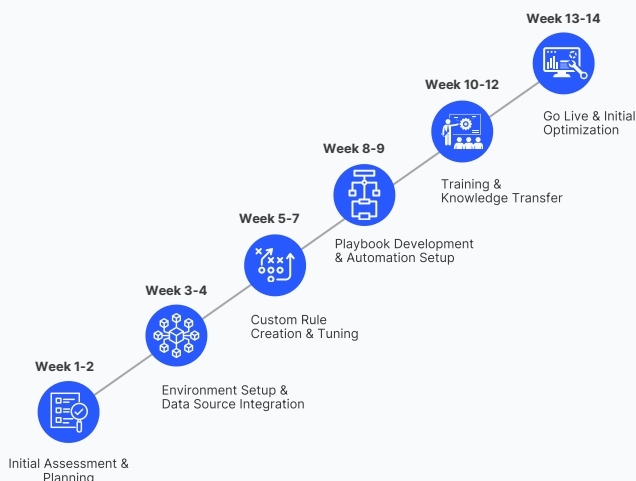 Week 13-14
Go Live & Initial
Optimization
Week 10-12
Training &
Knowledge Transfer
Week 8-9
Playbook Development
& Automation Setup
Week 5-7
Custom Rule
Creation & Tuning
Week 3-4
Environment Setup &
Data Source Integration
Week 1-2
Initial Assessment &
Planning